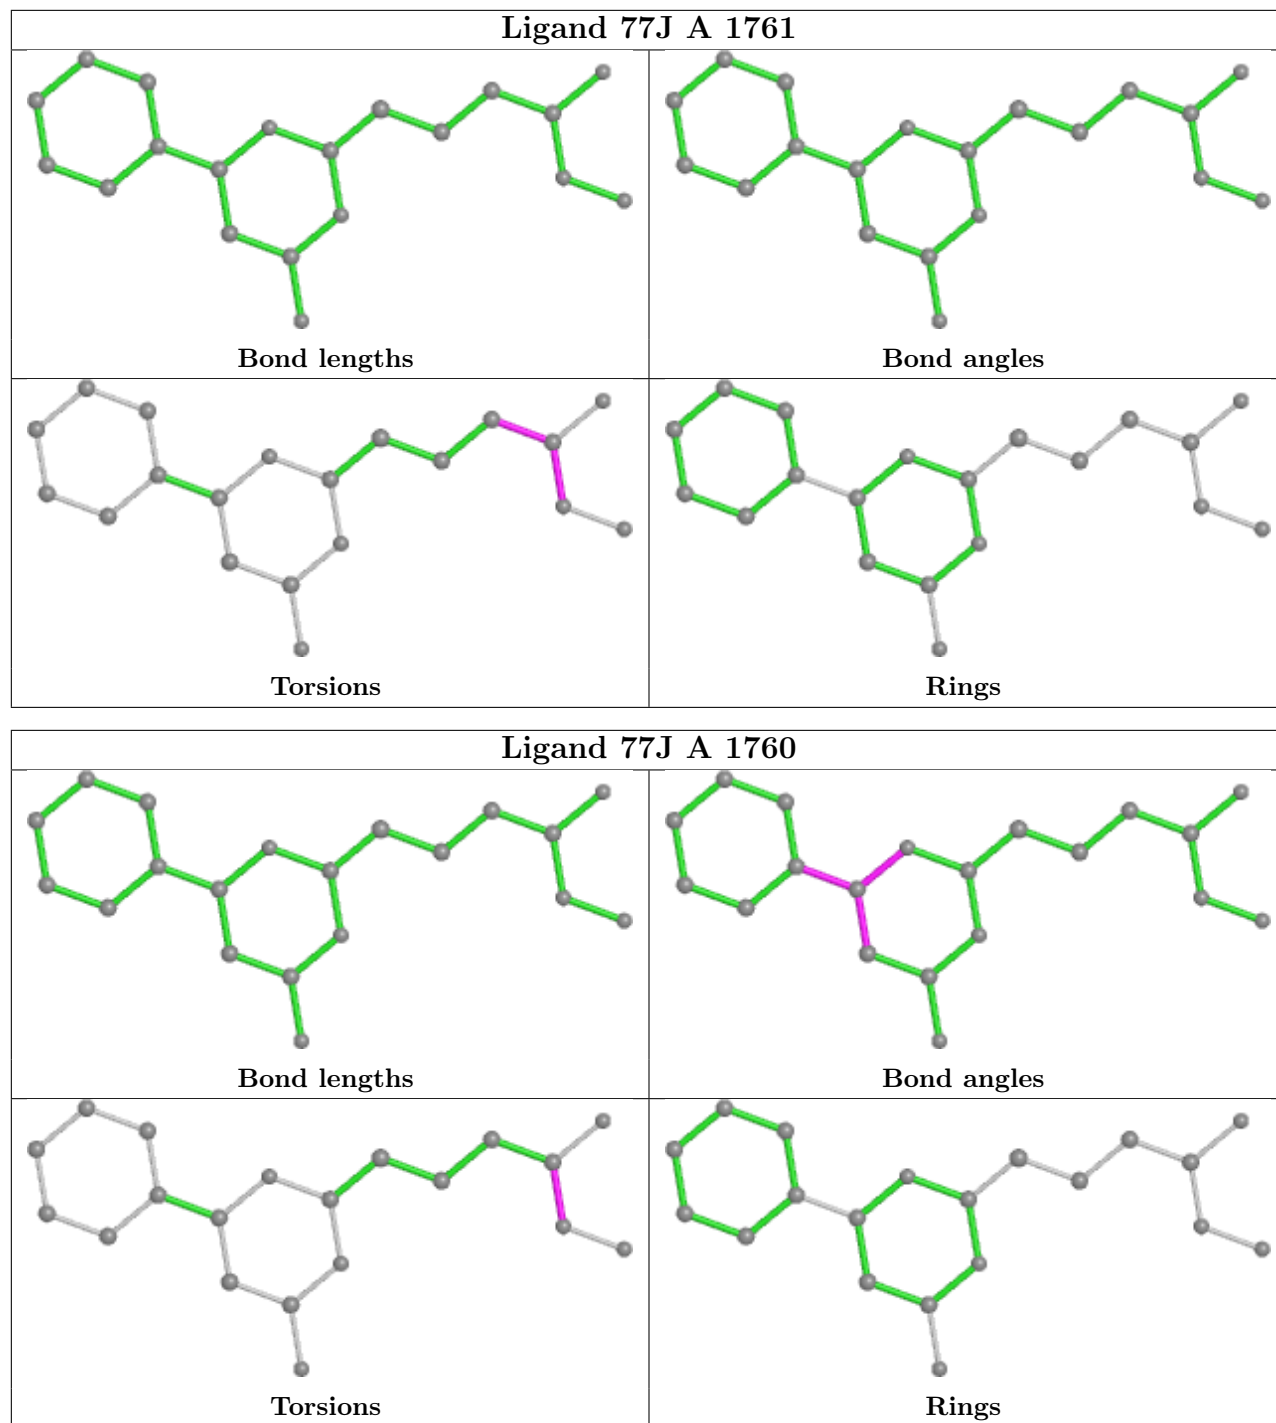 Ligand 77J A 1761
Bond lengths
Bond angles
Torsions
Rings
Ligand 77J A 1760
Bond lengths
Bond angles
Torsions
Rings